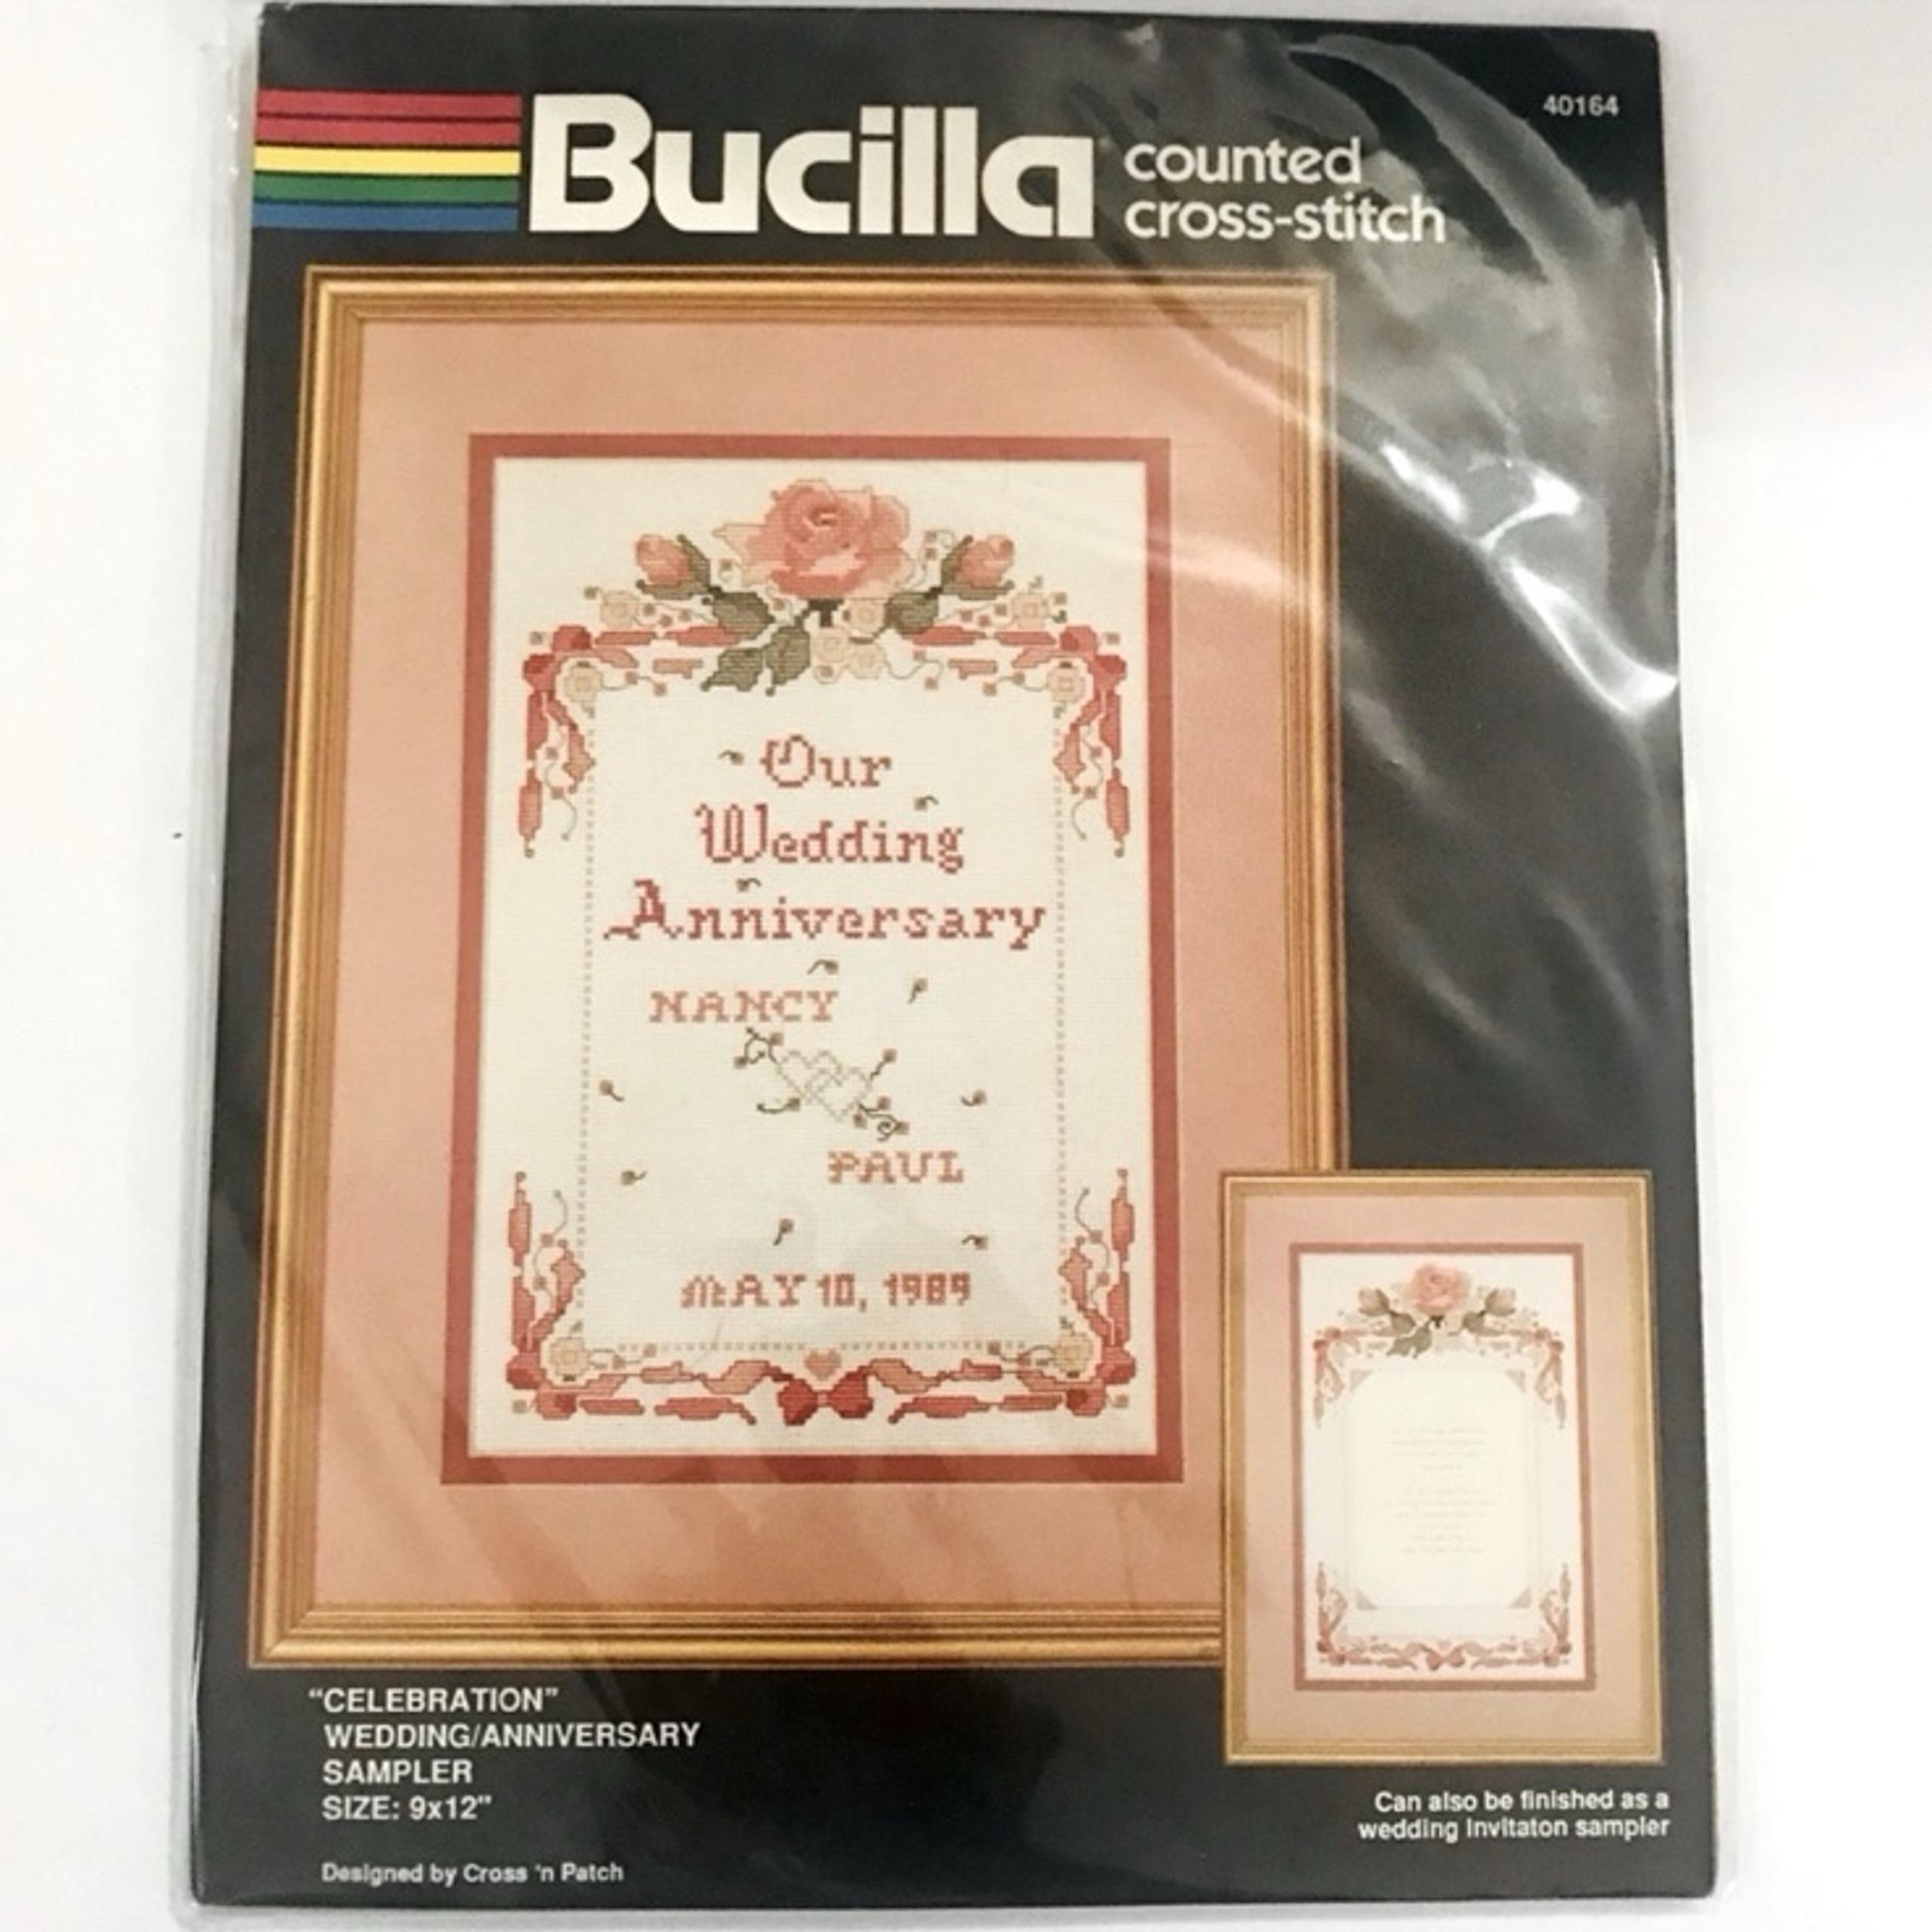 40164
Bucilla
counted
cross-stitch
Our
Wedding
Anniversary
NANCY
PAUL
MAY 10, 1989
"CELEBRATION"
WEDDING/ANNIVERSARY
SAMPLER
SIZE: 9x12"
Designed by Cross 'n Patch
Can also be finished as a
wedding invitaton sampler